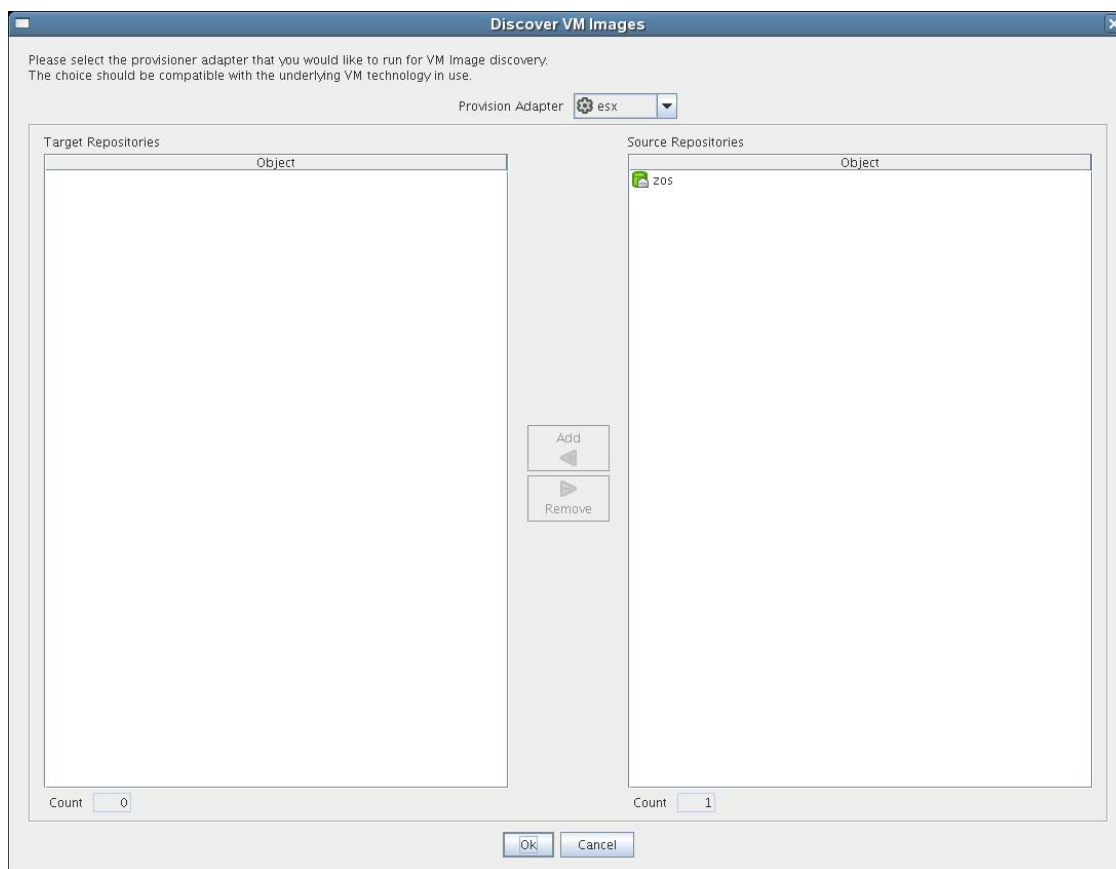 Discover VM Images
Please select the provisioner adapter that you would like to run for VM Image discovery.
The choice should be compatible with the underlying VM technology in use.
Provision Adapter esx
Target Repositories
Object
Source Repositories
Object
zos
Add
Remove
Count 0
Count 1
Ok Cancel